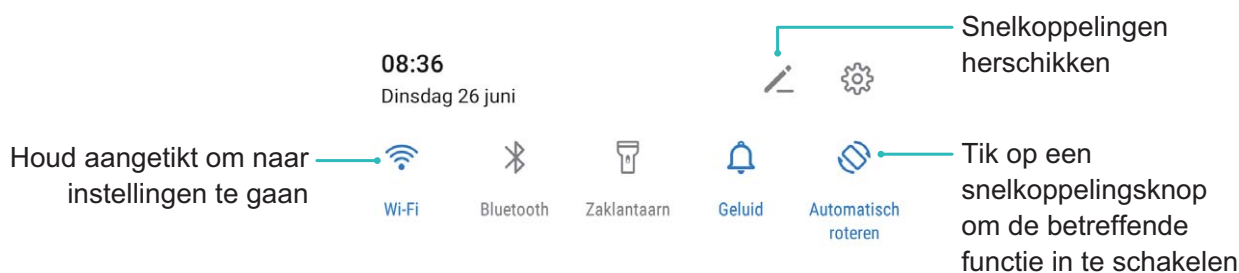 Snelkoppelingen
herschikken
08:36
Dinsdag 26 juni
Houd aangetikt om naar
instellingen te gaan
Wi-Fi
Bluetooth
Zaklantaarn
Geluid
Automatisch
roteren
Tik op een
snelkoppelingsknop
om de betreffende
functie in te schakelen